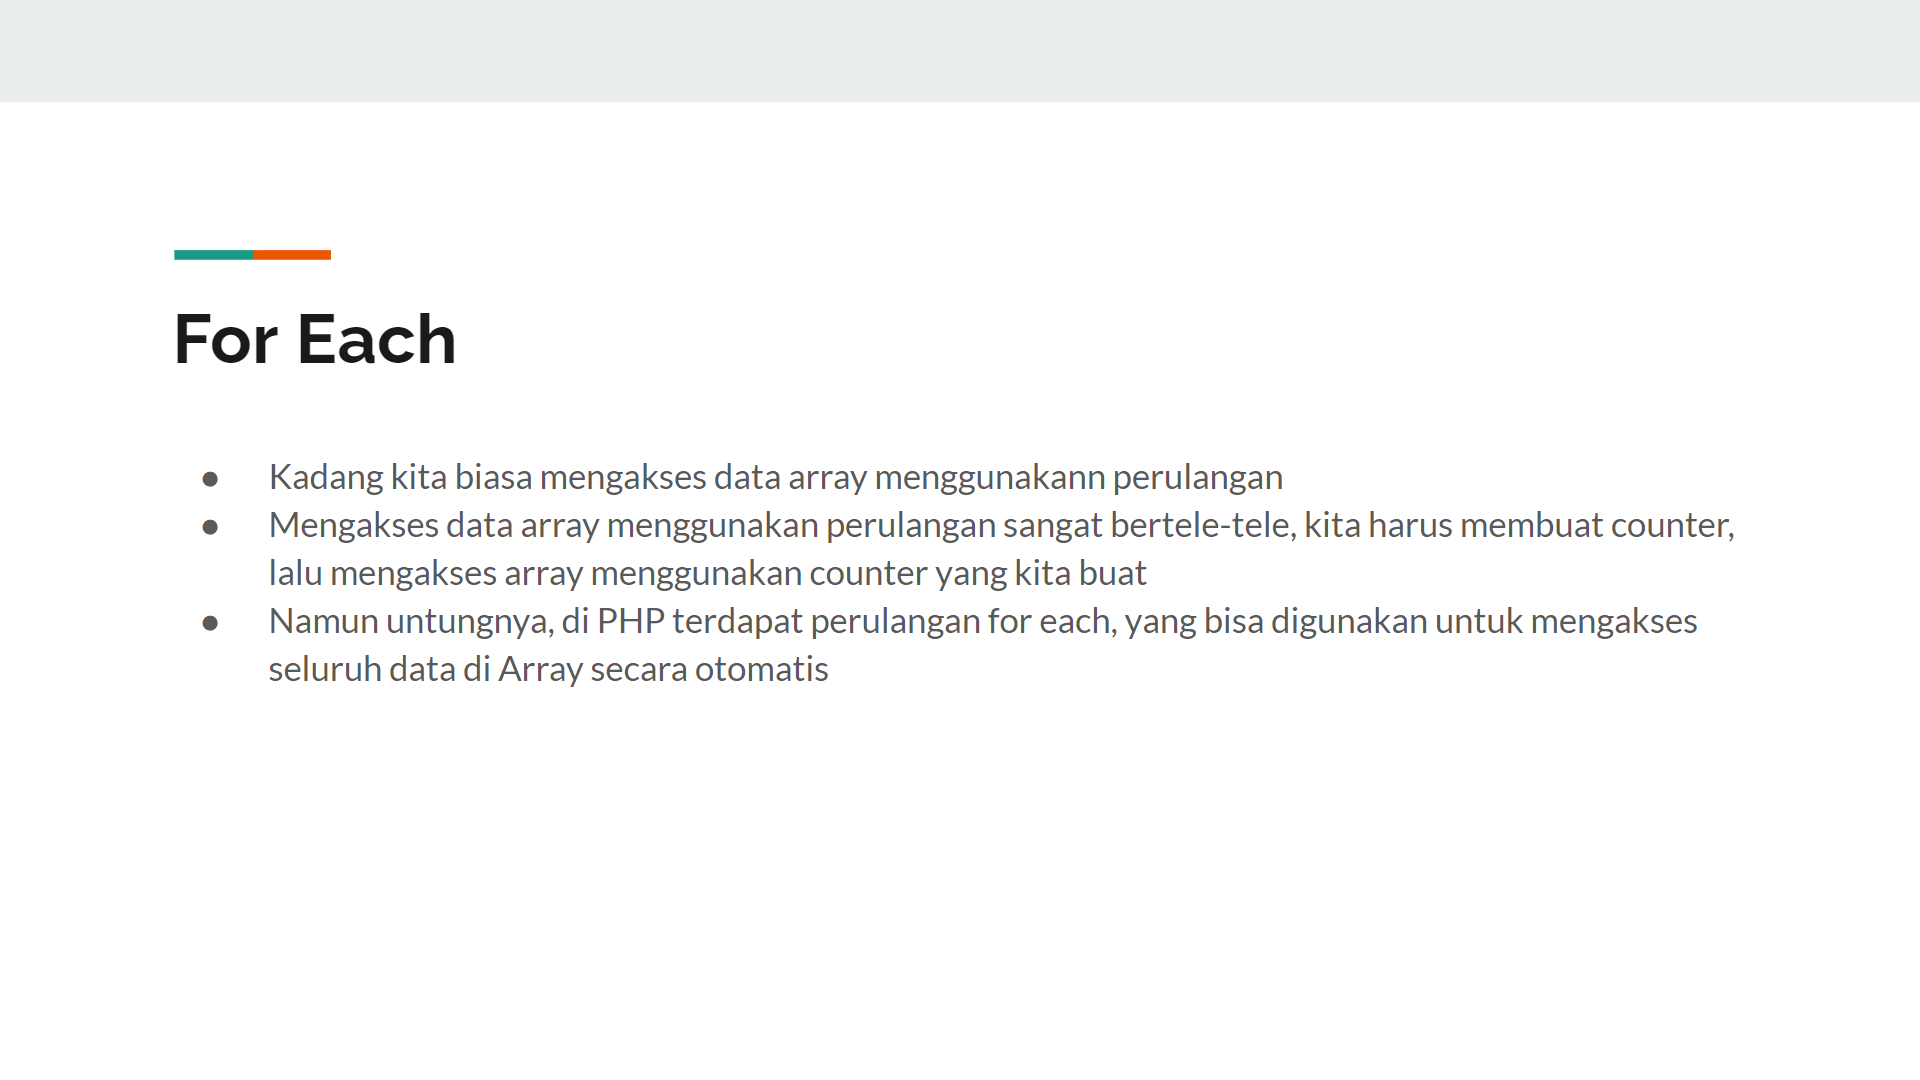 For Each
● Kadang kita biasa mengakses data array menggunakann perulangan
● Mengakses data array menggunakan perulangan sangat bertele-tele, kita harus membuat counter,
lalu mengakses array menggunakan counter yang kita buat
● Namun untungnya, di PHP terdapat perulangan for each, yang bisa digunakan untuk mengakses
seluruh data di Array secara otomatis